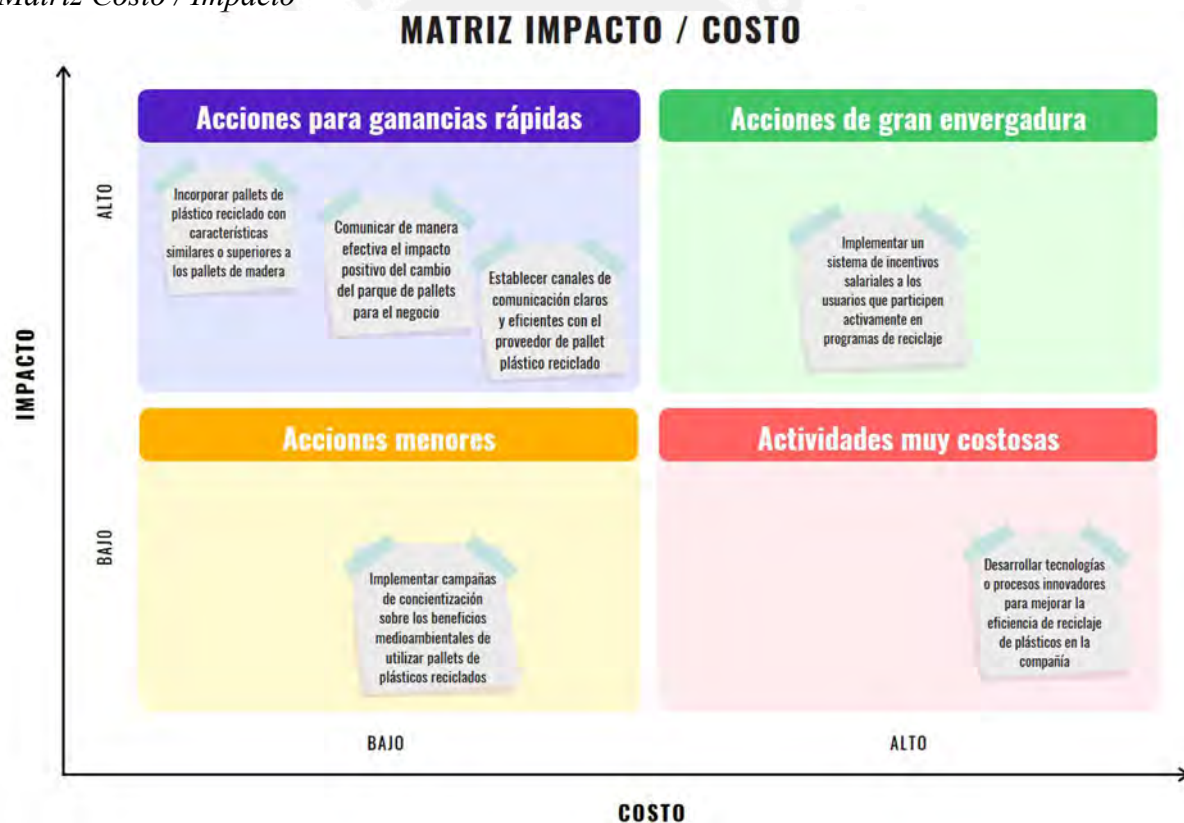 Matriz Costo / Impacto
MATRIZ IMPACTO / COSTO
IMPACTO
ALTO
Acciones para ganancias rápidas
Incorporar pallets de
plástico reciclado con
características
similares o superiores a
los pallets de madera
Comunicar de manera
efectiva el impacto
positivo del cambio
del parque de pallets
para el negocio
Establecer canales de
comunicación claros
y eficientes con el
proveedor de pallet
plástico reciclado
Acciones de gran envergadura
Implementar un
sistema de incentivos
salariales a los
usuarios que participen
activamente en
programas de reciclaje
BAJO
Acciones menores
Implementar campañas
de concientización
sobre los beneficios
medioambientales de
utilizar pallets de
plásticos reciclados
Actividades muy costosas
Desarrollar tecnologías
o procesos innovadores
para mejorar la
eficiencia de reciclaje
de plásticos en la
compañía
BAJO
ALTO
COSTO